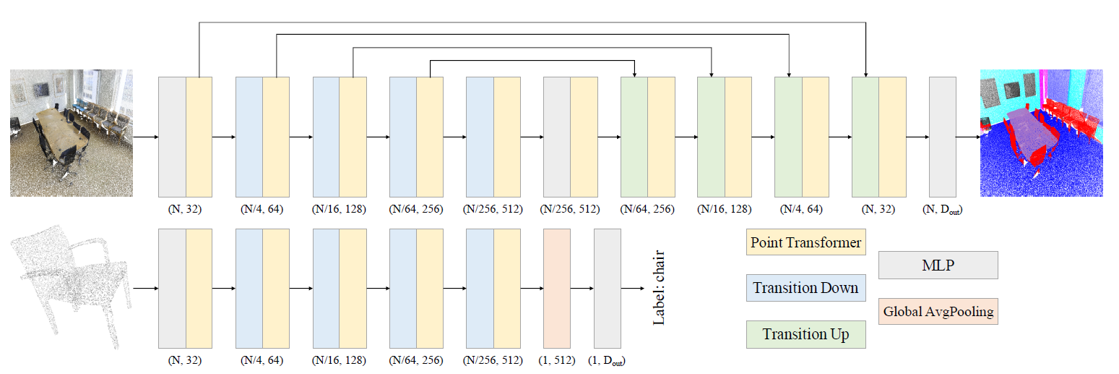 (N, 32)
(N/4, 64)
(N/16, 128)
(N/64, 256)
(N/256, 512)
(N/256, 512)
(N/64, 256)
(N/16, 128)
(N/4, 64)
(N, 32)
(N, Dout)
(N, 32)
(N/4, 64)
(N/16, 128)
(N/64, 256)
(N/256, 512)
(1, 512)
(1, Dout)
Label: chair
Point Transformer
Transition Down
Transition Up
MLP
Global AvgPooling